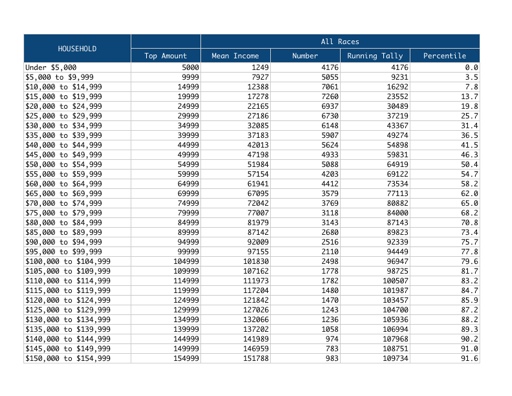 All Races
HOUSEHOLD
Top Amount Mean Income Number Running Tally Percentile
Under $5,000 5000 1249 4176 4176 0.0
$5,000 to $9,999 9999 7927 5055 9231 3.5
$10,000 to $14,999 14999 12388 7061 16292 7.8
$15,000 to $19,999 19999 17278 7260 23552 13.7
$20,000 to $24,999 24999 22165 6937 30489 19.8
$25,000 to $29,999 29999 27186 6730 37219 25.7
$30,000 to $34,999 34999 32085 6148 43367 31.4
$35,000 to $39,999 39999 37183 5907 49274 36.5
$40,000 to $44,999 44999 42013 5624 54898 41.5
$45,000 to $49,999 49999 47198 4933 59831 46.3
$50,000 to $54,999 54999 51984 5088 64919 50.4
$55,000 to $59,999 59999 57154 4203 69122 54.7
$60,000 to $64,999 64999 61941 4412 73534 58.2
$65,000 to $69,999 69999 67095 3579 77113 62.0
$70,000 to $74,999 74999 72042 3769 80882 65.0
$75,000 to $79,999 79999 77007 3118 84000 68.2
$80,000 to $84,999 84999 81979 3143 87143 70.8
$85,000 to $89,999 89999 87142 2680 89823 73.4
$90,000 to $94,999 94999 92009 2516 92339 75.7
$95,000 to $99,999 99999 97155 2110 94449 77.8
$100,000 to $104,999 104999 101830 2498 96947 79.6
$105,000 to $109,999 109999 107162 1778 98725 81.7
$110,000 to $114,999 114999 111973 1782 100507 83.2
$115,000 to $119,999 119999 117204 1480 101987 84.7
$120,000 to $124,999 124999 121842 1470 103457 85.9
$125,000 to $129,999 129999 127026 1243 104700 87.2
$130,000 to $134,999 134999 132066 1236 105936 88.2
$135,000 to $139,999 139999 137202 1058 106994 89.3
$140,000 to $144,999 144999 141989 974 107968 90.2
$145,000 to $149,999 149999 146959 783 108751 91.0
$150,000 to $154,999 154999 151788 983 109734 91.6